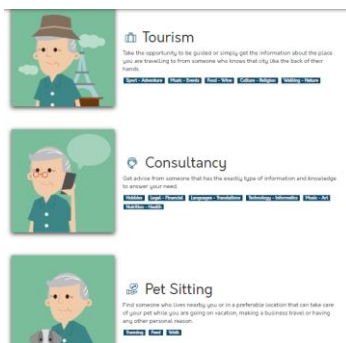 Tourism
Take the opportunity to be guided or simply get the information about the place
you are travelling to from someone who knows that city like the back of their
hands.
Sport - Adventure Music - Events Food - Wine Culture - Religion Walking - Nature
Consultancy
Get advice from someone that has the exactly type of information and knowledge
to answer your need.
Hobbies Legal - Financial Languages - Translations Technology - Informatics Music - Art
Nutrition - Health
Pet Sitting
Find someone who lives nearby you or in a preferable location that can take care
of your pet while you are going on vacation, making a business travel or having
any other personal reason.
Feed Walk